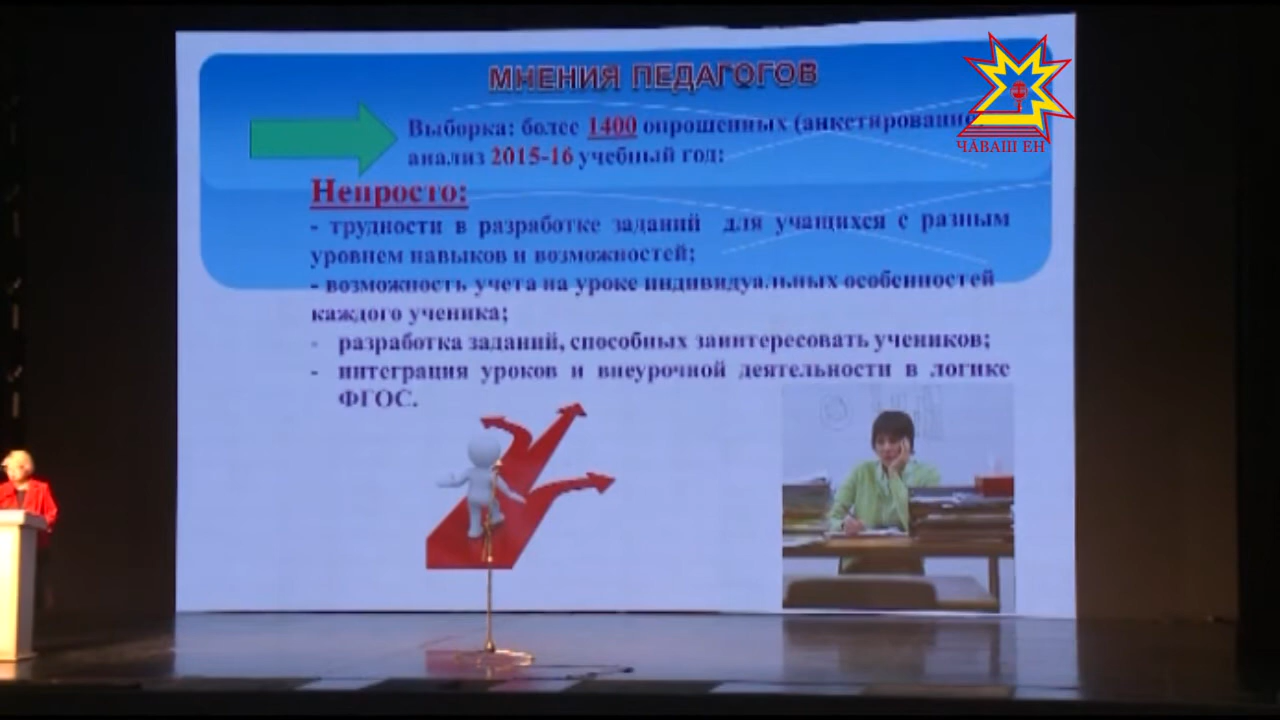 МНЕНИЯ ПЕДАГОГОВ
Выборка: более 1400 опрошенных (анкетирование,
анализ 2015-16 учебный год:
ЧӐВАШ ЕН
Непросто:
- трудности в разработке заданий для учащихся с разным
уровнем навыков и возможностей;
- возможность учета на уроке индивидуальных особенностей
каждого ученика;
- разработка заданий, способных заинтересовать учеников;
- интеграция уроков и внеурочной деятельности в логике
ФГОС.